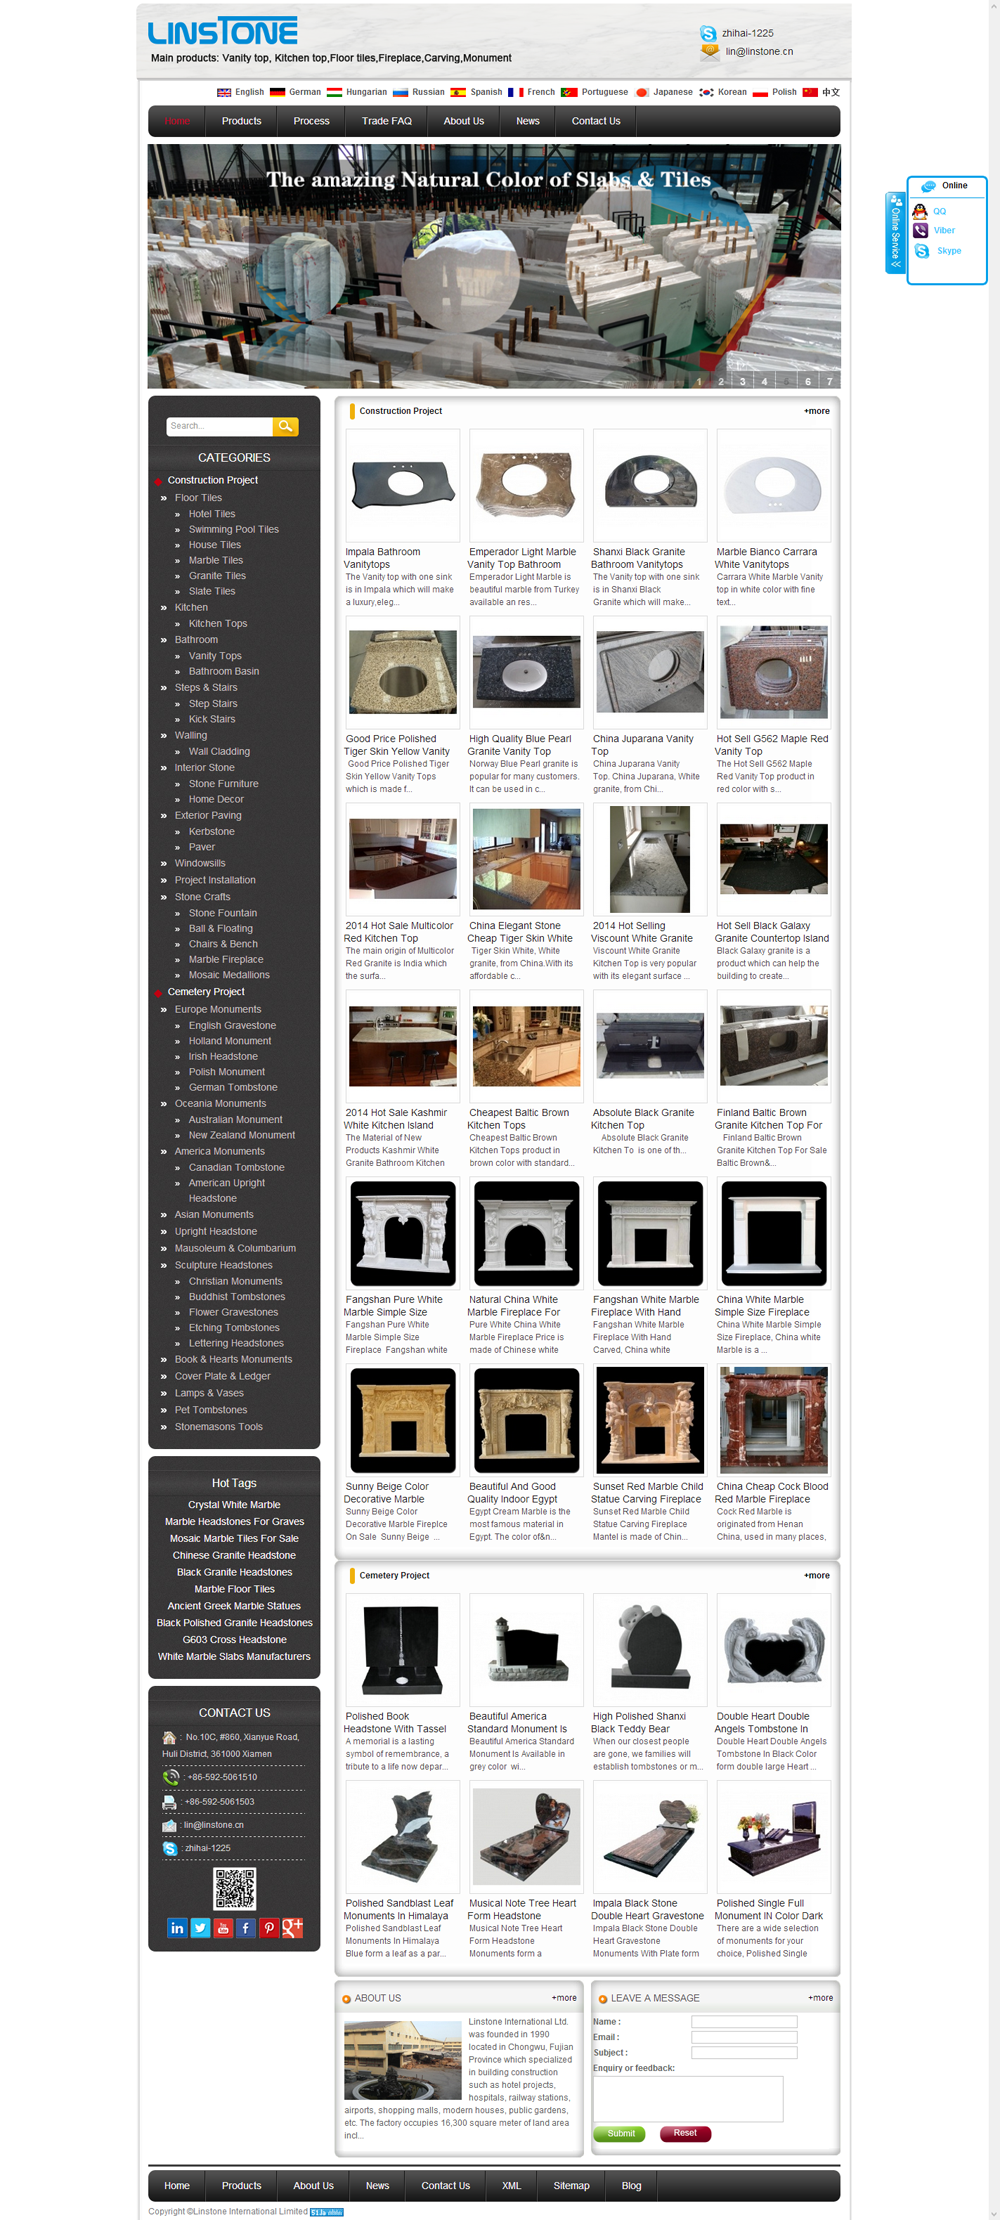 LINSTONE
Main products: Vanity top, Kitchen top,Floor tiles,Fireplace,Carving,Monument
zhihai-1225
lin@linstone.cn
English German Hungarian Russian Spanish French Portuguese Japanese Korean Polish 中文
Home Products Process Trade FAQ About Us News Contact Us
The amazing Natural Color of Slabs & Tiles
1 2 3 4 6 7
Online Service
Online
QQ
Viber
Skype
Search...
CATEGORIES
Construction Project
Floor Tiles
Hotel Tiles
Swimming Pool Tiles
House Tiles
Marble Tiles
Granite Tiles
Slate Tiles
Kitchen
Kitchen Tops
Bathroom
Vanity Tops
Bathroom Basin
Steps & Stairs
Step Stairs
Kick Stairs
Walling
Wall Cladding
Interior Stone
Stone Furniture
Home Decor
Exterior Paving
Kerbstone
Paver
Windowsills
Project Installation
Stone Crafts
Stone Fountain
Ball & Floating
Chairs & Bench
Marble Fireplace
Mosaic Medallions
Cemetery Project
Europe Monuments
English Gravestone
Holland Monument
Irish Headstone
Polish Monument
German Tombstone
Oceania Monuments
Australian Monument
New Zealand Monument
America Monuments
Canadian Tombstone
American Upright
Headstone
Asian Monuments
Upright Headstone
Mausoleum & Columbarium
Sculpture Headstones
Christian Monuments
Buddhist Tombstones
Flower Gravestones
Etching Tombstones
Lettering Headstones
Book & Hearts Monuments
Cover Plate & Ledger
Lamps & Vases
Pet Tombstones
Stonemasons Tools
Hot Tags
Crystal White Marble
Marble Headstones For Graves
Mosaic Marble Tiles For Sale
Chinese Granite Headstone
Black Granite Headstones
Marble Floor Tiles
Ancient Greek Marble Statues
Black Polished Granite Headstones
G603 Cross Headstone
White Marble Slabs Manufacturers
CONTACT US
: No.10C, #860, Xianyue Road,
Huli District, 361000 Xiamen
: +86-592-5061510
: +86-592-5061503
: lin@linstone.cn
: zhihai-1225
Construction Project +more
Impala Bathroom
Vanitytops
The Vanity top with one sink
is in Impala which will make
a luxury,eleg...
Emperador Light Marble
Vanity Top Bathroom
Emperador Light Marble is
beautiful marble from Turkey
available an res...
Shanxi Black Granite
Bathroom Vanitytops
The Vanity top with one sink
is in Shanxi Black
Granite which will make...
Marble Bianco Carrara
White Vanitytops
Carrara White Marble Vanity
top in white color with fine
text...
Good Price Polished
Tiger Skin Yellow Vanity
Good Price Polished Tiger
Skin Yellow Vanity Tops
which is made f...
High Quality Blue Pearl
Granite Vanity Top
Norway Blue Pearl granite is
popular for many customers.
It can be used in c...
China Juparana Vanity
Top
China Juparana Vanity
Top. China Juparana, White
granite, from Chi...
Hot Sell G562 Maple Red
Vanity Top
The Hot Sell G562 Maple
Red Vanity Top product in
red color with s...
2014 Hot Sale Multicolor
Red Kitchen Top
The main origin of Multicolor
Red Granite is India which
the surfa...
China Elegant Stone
Cheap Tiger Skin White
Tiger Skin White, White
granite, from China.With its
affordable c...
2014 Hot Selling
Viscount White Granite
Viscount White Granite
Kitchen Top is very popular
with its elegant surface ...
Hot Sell Black Galaxy
Granite Countertop Island
Black Galaxy granite is a
product which can help the
building to create...
2014 Hot Sale Kashmir
White Kitchen Island
The Material of New
Products Kashmir White
Granite Bathroom Kitchen
Cheapest Baltic Brown
Kitchen Tops
Cheapest Baltic Brown
Kitchen Tops product in
brown color with standard...
Absolute Black Granite
Kitchen Top
Absolute Black Granite
Kitchen To is one of th...
Finland Baltic Brown
Granite Kitchen Top For
Finland Baltic Brown
Granite Kitchen Top For Sale
Baltic Brown&...
Fangshan Pure White
Marble Simple Size
Fangshan Pure White
Marble Simple Size
Fireplace Fangshan white
Natural China White
Marble Fireplace For
Pure White China White
Marble Fireplace Price is
made of Chinese white
Fangshan White Marble
Fireplace With Hand
Fangshan White Marble
Fireplace With Hand
Carved, China white
China White Marble
Simple Size Fireplace
China White Marble Simple
Size Fireplace, China white
Marble is a ...
Sunny Beige Color
Decorative Marble
Sunny Beige Color
Decorative Marble Fireplce
On Sale Sunny Beige ...
Beautiful And Good
Quality Indoor Egypt
Egypt Cream Marble is the
most famous material in
Egypt. The color of&n...
Sunset Red Marble Child
Statue Carving Fireplace
Sunset Red Marble Child
Statue Carving Fireplace
Mantel is made of Chin...
China Cheap Cock Blood
Red Marble Fireplace
Cock Red Marble is
originated from Henan
China, used in many places,
Cemetery Project +more
Polished Book
Headstone With Tassel
A memorial is a lasting
symbol of remembrance, a
tribute to a life now depar...
Beautiful America
Standard Monument Is
Beautiful America Standard
Monument Is Available in
grey color wi...
High Polished Shanxi
Black Teddy Bear
When our closest people
are gone, we families will
establish tombstones or m...
Double Heart Double
Angels Tombstone In
Double Heart Double Angels
Tombstone In Black Color
form double large Heart ...
Polished Sandblast Leaf
Monuments In Himalaya
Polished Sandblast Leaf
Monuments In Himalaya
Blue form a leaf as a par...
Musical Note Tree Heart
Form Headstone
Musical Note Tree Heart
Form Headstone
Monuments form a
Impala Black Stone
Double Heart Gravestone
Impala Black Stone Double
Heart Gravestone
Monuments With Plate form
Polished Single Full
Monument IN Color Dark
There are a wide selection
of monuments for your
choice, Polished Single
ABOUT US +more
Linstone International Ltd.
was founded in 1990
located in Chongwu, Fujian
Province which specialized
in building construction
such as hotel projects,
hospitals, railway stations,
airports, shopping malls, modern houses, public gardens,
etc. The factory occupies 16,300 square meter of land area
incl...
LEAVE A MESSAGE +more
Name :
Email :
Subject :
Enquiry or feedback:
Submit Reset
Home Products About Us News Contact Us XML Sitemap Blog
Copyright ©Linstone International Limited